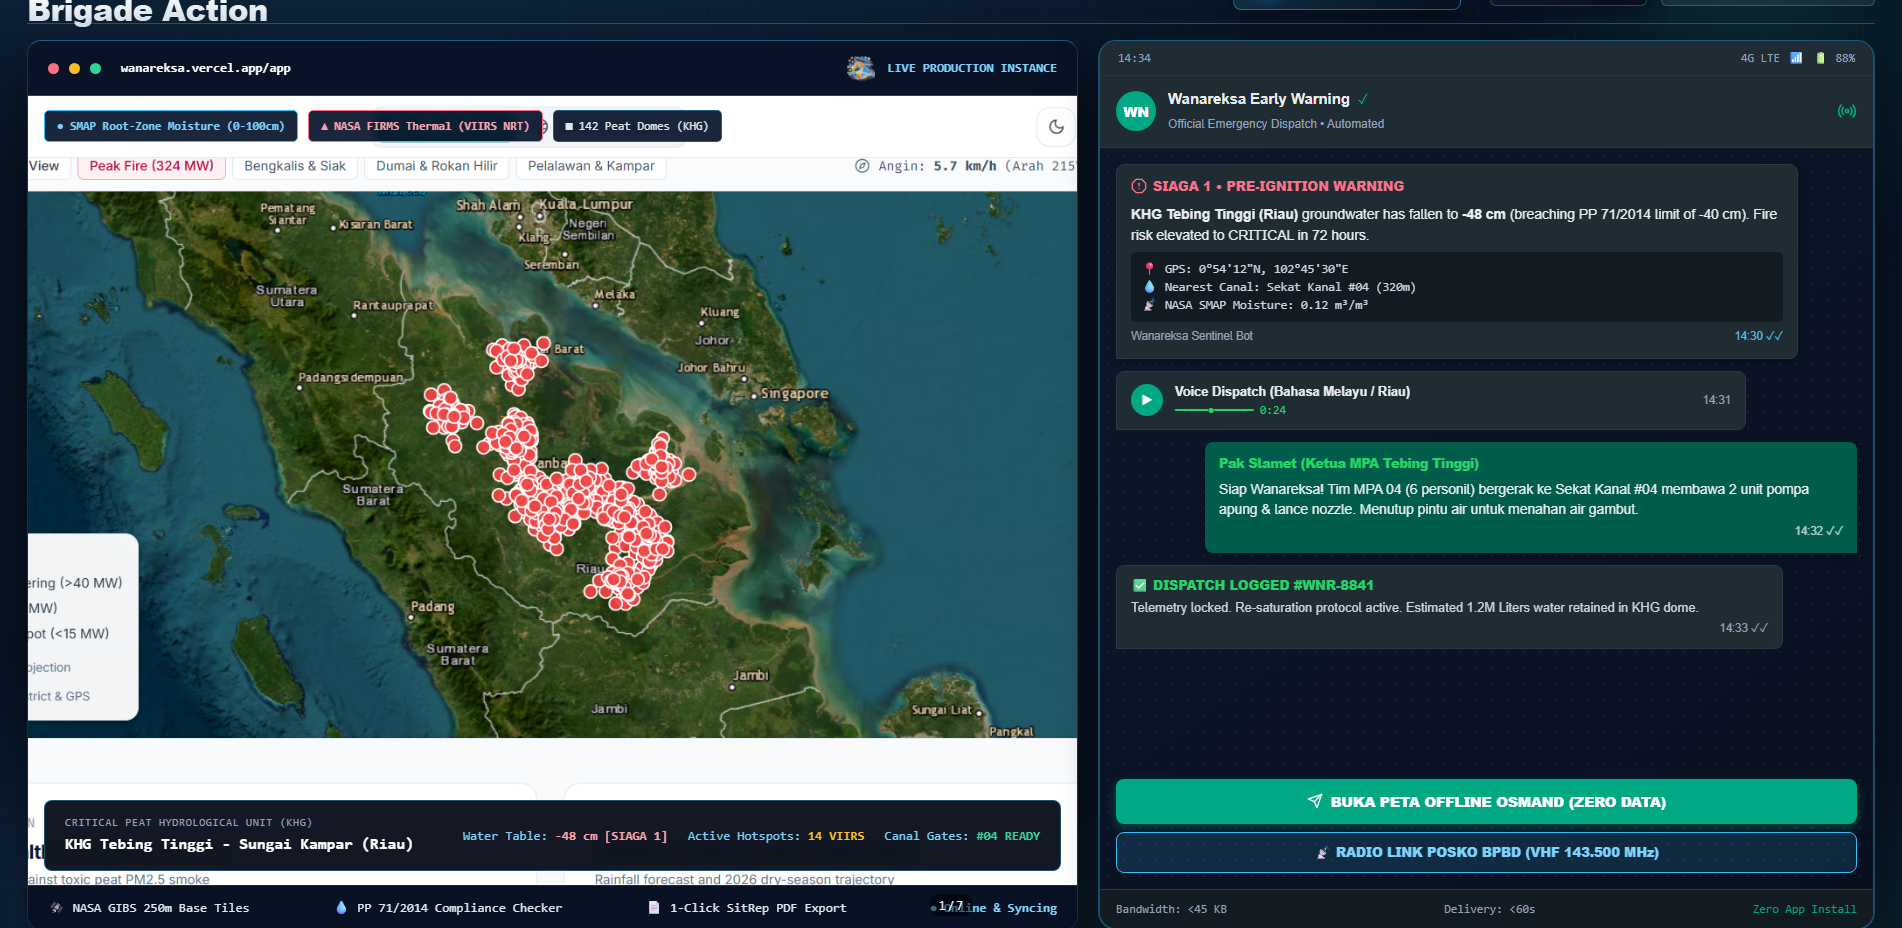 Brigade Action
wanareksa.vercel.app/app
LIVE PRODUCTION INSTANCE
● SMAP Root-Zone Moisture (0-100cm)
▲ NASA FIRMS Thermal (VIIRS NRT)
■ 142 Peat Domes (KHG)
View
Peak Fire (324 MW)
Bengkalis & Siak
Dumai & Rokan Hilir
Pelalawan & Kampar
Angin: 5.7 km/h (Arah 215°
Pematang
Siantar
Kisaran Barat
Shah Alam
Kuala Lumpur
Klang
Negeri
Sembilan
Seremban
Sumatera
Utara
Rantauprapat
Melaka
Kluang
Johor
Padangsidempuan
Barat
Johor Bahru
Singapore
Sumatera
Barat
Riau
Padang
Sumatera
Barat
Jambi
Jambi
Sungai Liat
Pangkal
ering (>40 MW)
MW)
pot (<15 MW)
ojection
trict & GPS
CRITICAL PEAT HYDROLOGICAL UNIT (KHG)
KHG Tebing Tinggi - Sungai Kampar (Riau)
Water Table: -48 cm [SIAGA 1]
Active Hotspots: 14 VIIRS
Canal Gates: #04 READY
ainst toxic peat PM2.5 smoke
Rainfall forecast and 2026 dry-season trajectory
NASA GIBS 250m Base Tiles
PP 71/2014 Compliance Checker
1-Click SitRep PDF Export
● Online & Syncing
1 / 7
14:34
4G LTE
88%
WN
Wanareksa Early Warning ✓
Official Emergency Dispatch • Automated
SIAGA 1 • PRE-IGNITION WARNING
KHG Tebing Tinggi (Riau) groundwater has fallen to -48 cm (breaching PP 71/2014 limit of -40 cm). Fire
risk elevated to CRITICAL in 72 hours.
📍 GPS: 0°54'12"N, 102°45'30"E
💧 Nearest Canal: Sekat Kanal #04 (320m)
📡 NASA SMAP Moisture: 0.12 m³/m³
Wanareksa Sentinel Bot
14:30 ✓✓
Voice Dispatch (Bahasa Melayu / Riau)
0:24
14:31
Pak Slamet (Ketua MPA Tebing Tinggi)
Siap Wanareksa! Tim MPA 04 (6 personil) bergerak ke Sekat Kanal #04 membawa 2 unit pompa
apung & lance nozzle. Menutup pintu air untuk menahan air gambut.
14:32 ✓✓
✅ DISPATCH LOGGED #WNR-8841
Telemetry locked. Re-saturation protocol active. Estimated 1.2M Liters water retained in KHG dome.
14:33 ✓✓
BUKA PETA OFFLINE OSMAND (ZERO DATA)
📡 RADIO LINK POSKO BPBD (VHF 143.500 MHz)
Bandwidth: <45 KB
Delivery: <60s
Zero App Install